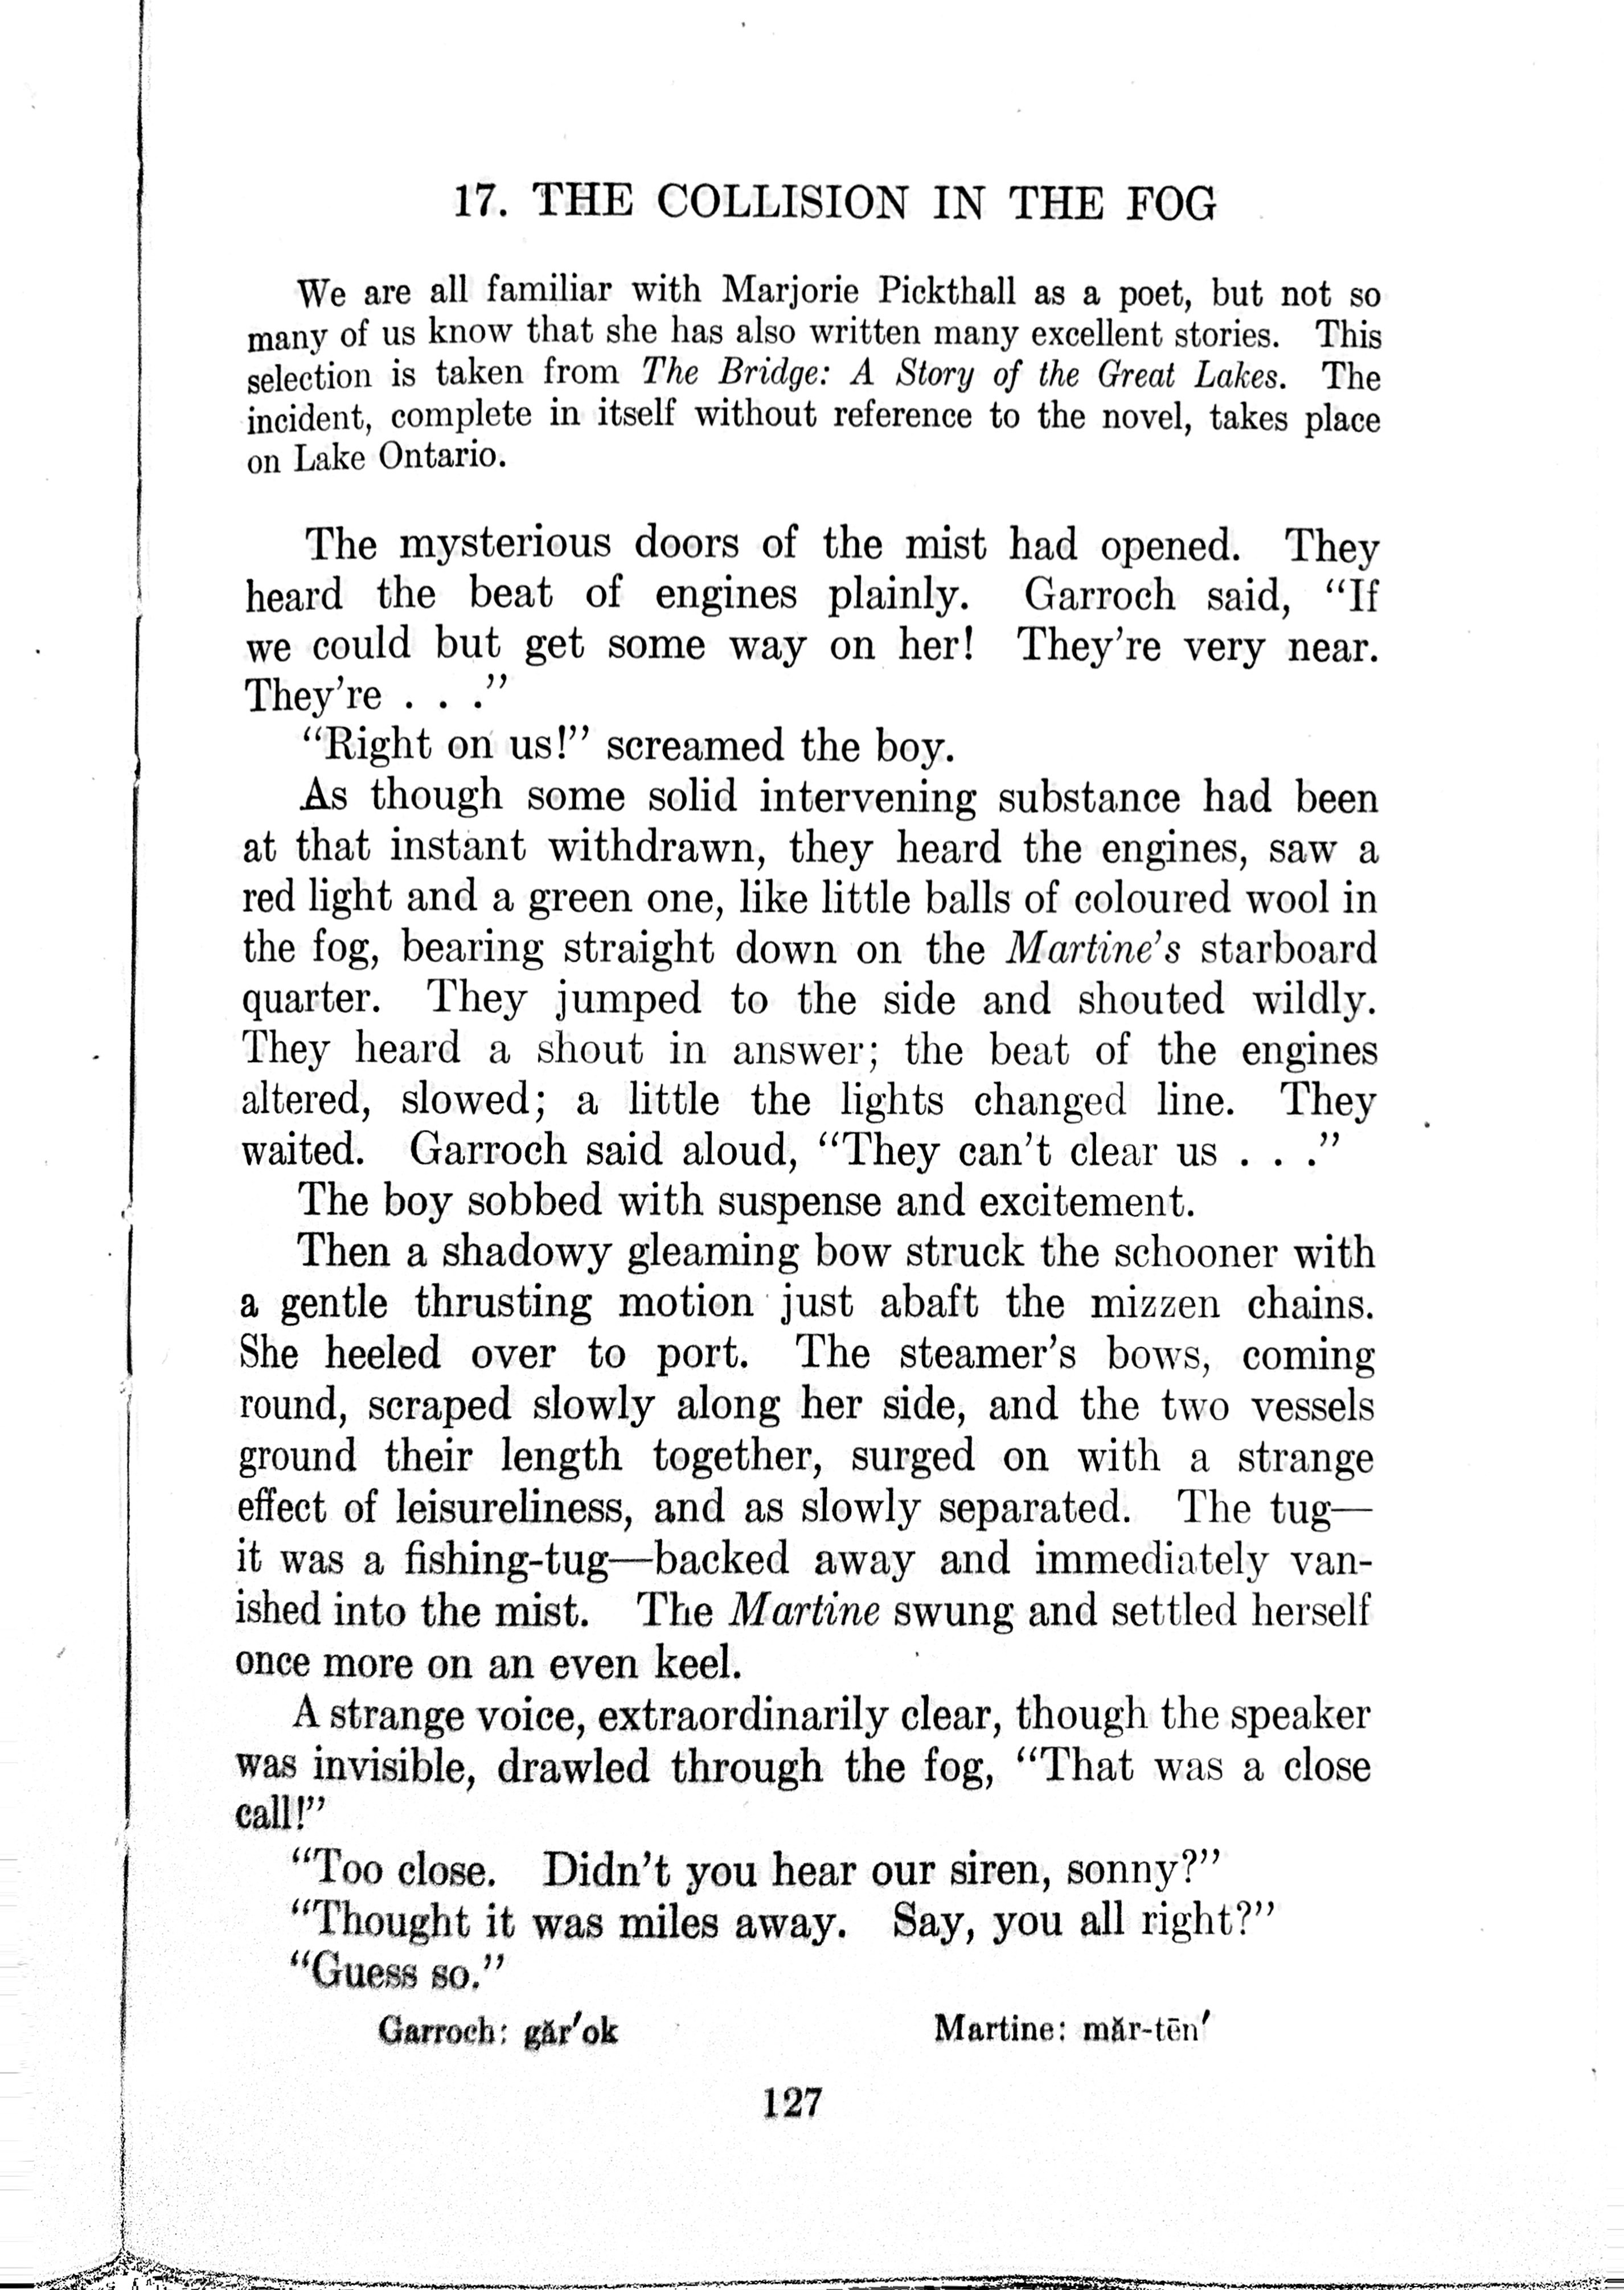 17. THE COLLISION IN THE FOG
We are all familiar with Marjorie Pickthall as a poet, but not so
many of us know that she has also written many excellent stories. This
selection is taken from The Bridge: A Story of the Great Lakes. The
incident, complete in itself without reference to the novel, takes place
on Lake Ontario.
The mysterious doors of the mist had opened. They
heard the beat of engines plainly. Garroch said, “If
we could but get some way on her! They’re very near.
They’re . . .”
“Right on us!” screamed the boy.
As though some solid intervening substance had been
at that instant withdrawn, they heard the engines, saw a
red light and a green one, like little balls of coloured wool in
the fog, bearing straight down on the Martine’s starboard
quarter. They jumped to the side and shouted wildly.
They heard a shout in answer; the beat of the engines
altered, slowed; a little the lights changed line. They
waited. Garroch said aloud, “They can’t clear us . . .”
The boy sobbed with suspense and excitement.
Then a shadowy gleaming bow struck the schooner with
a gentle thrusting motion just abaft the mizzen chains.
She heeled over to port. The steamer’s bows, coming
round, scraped slowly along her side, and the two vessels
ground their length together, surged on with a strange
effect of leisureliness, and as slowly separated. The tug—
it was a fishing-tug—backed away and immediately van-
ished into the mist. The Martine swung and settled herself
once more on an even keel.
A strange voice, extraordinarily clear, though the speaker
was invisible, drawled through the fog, “That was a close
call!”
“Too close. Didn’t you hear our siren, sonny?”
“Thought it was miles away. Say, you all right?”
“Guess so.”
Garroch: găr′ok Martine: măr-tēn′
127